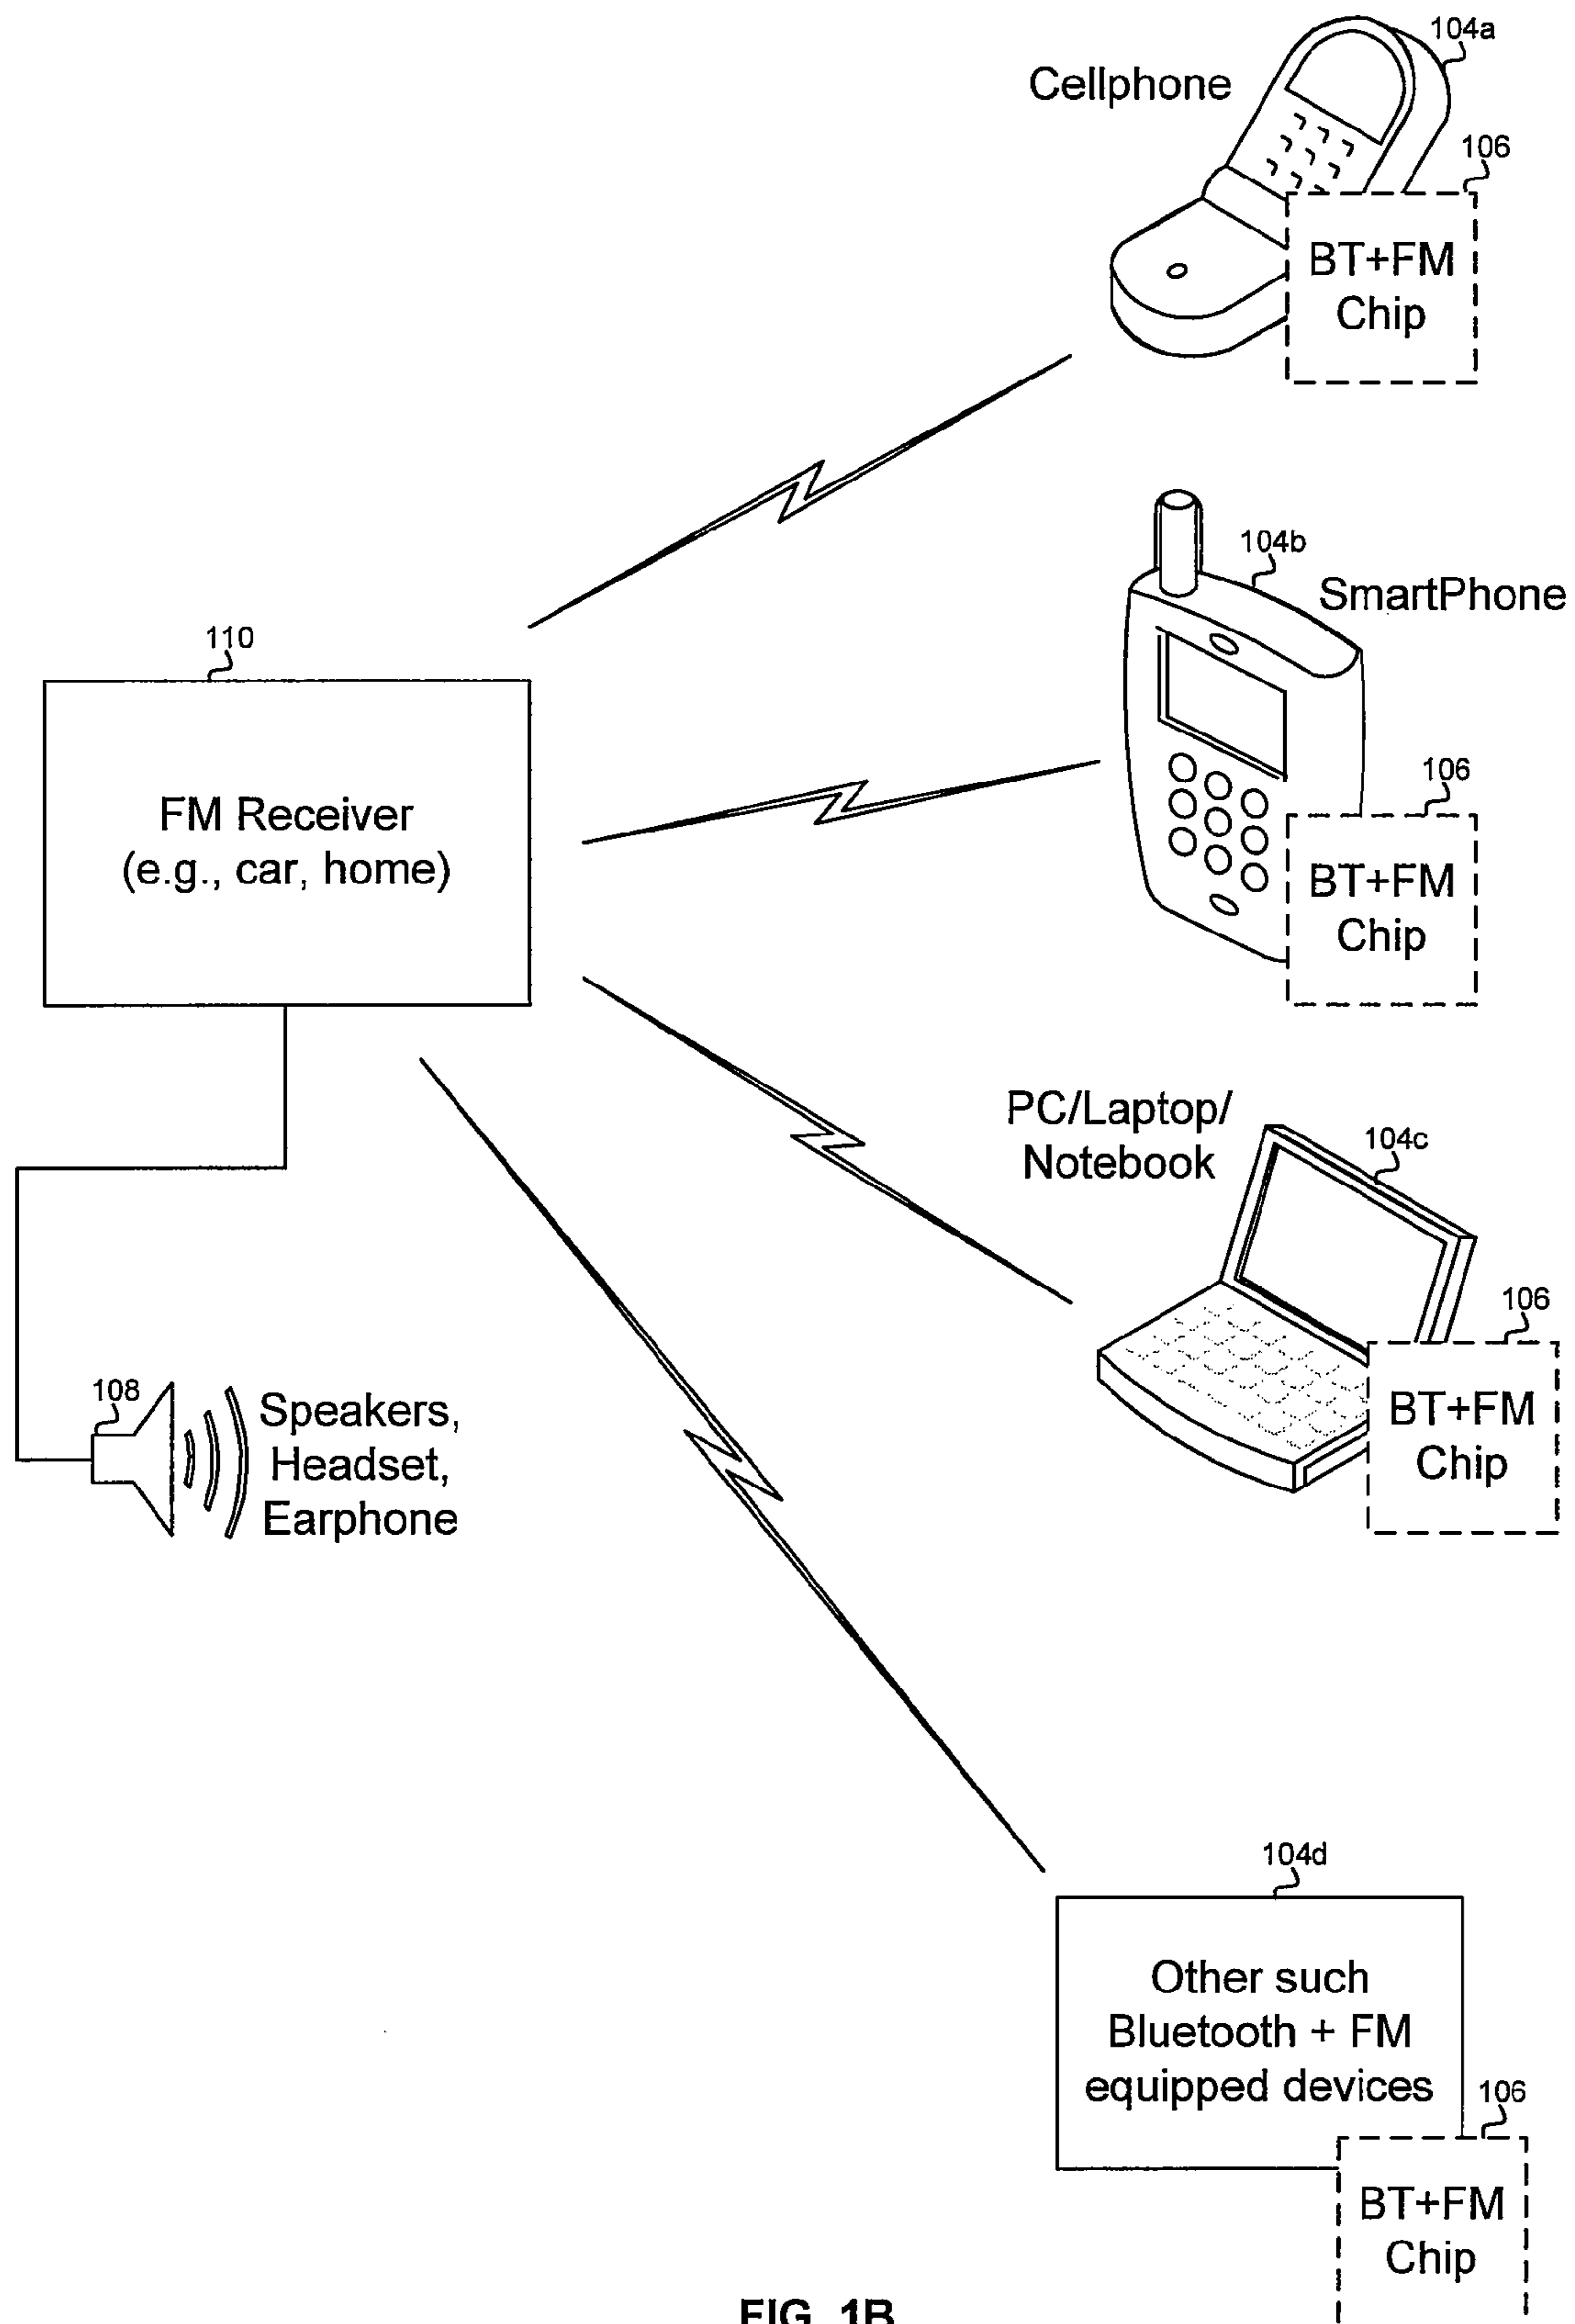 104a
Cellphone
106
BT+FM
Chip
104b
SmartPhone
110
FM Receiver
(e.g., car, home)
106
BT+FM
Chip
PC/Laptop/
Notebook
104c
106
BT+FM
Chip
108
Speakers,
Headset,
Earphone
104d
Other such
Bluetooth + FM
equipped devices
106
BT+FM
Chip
FIG. 1B